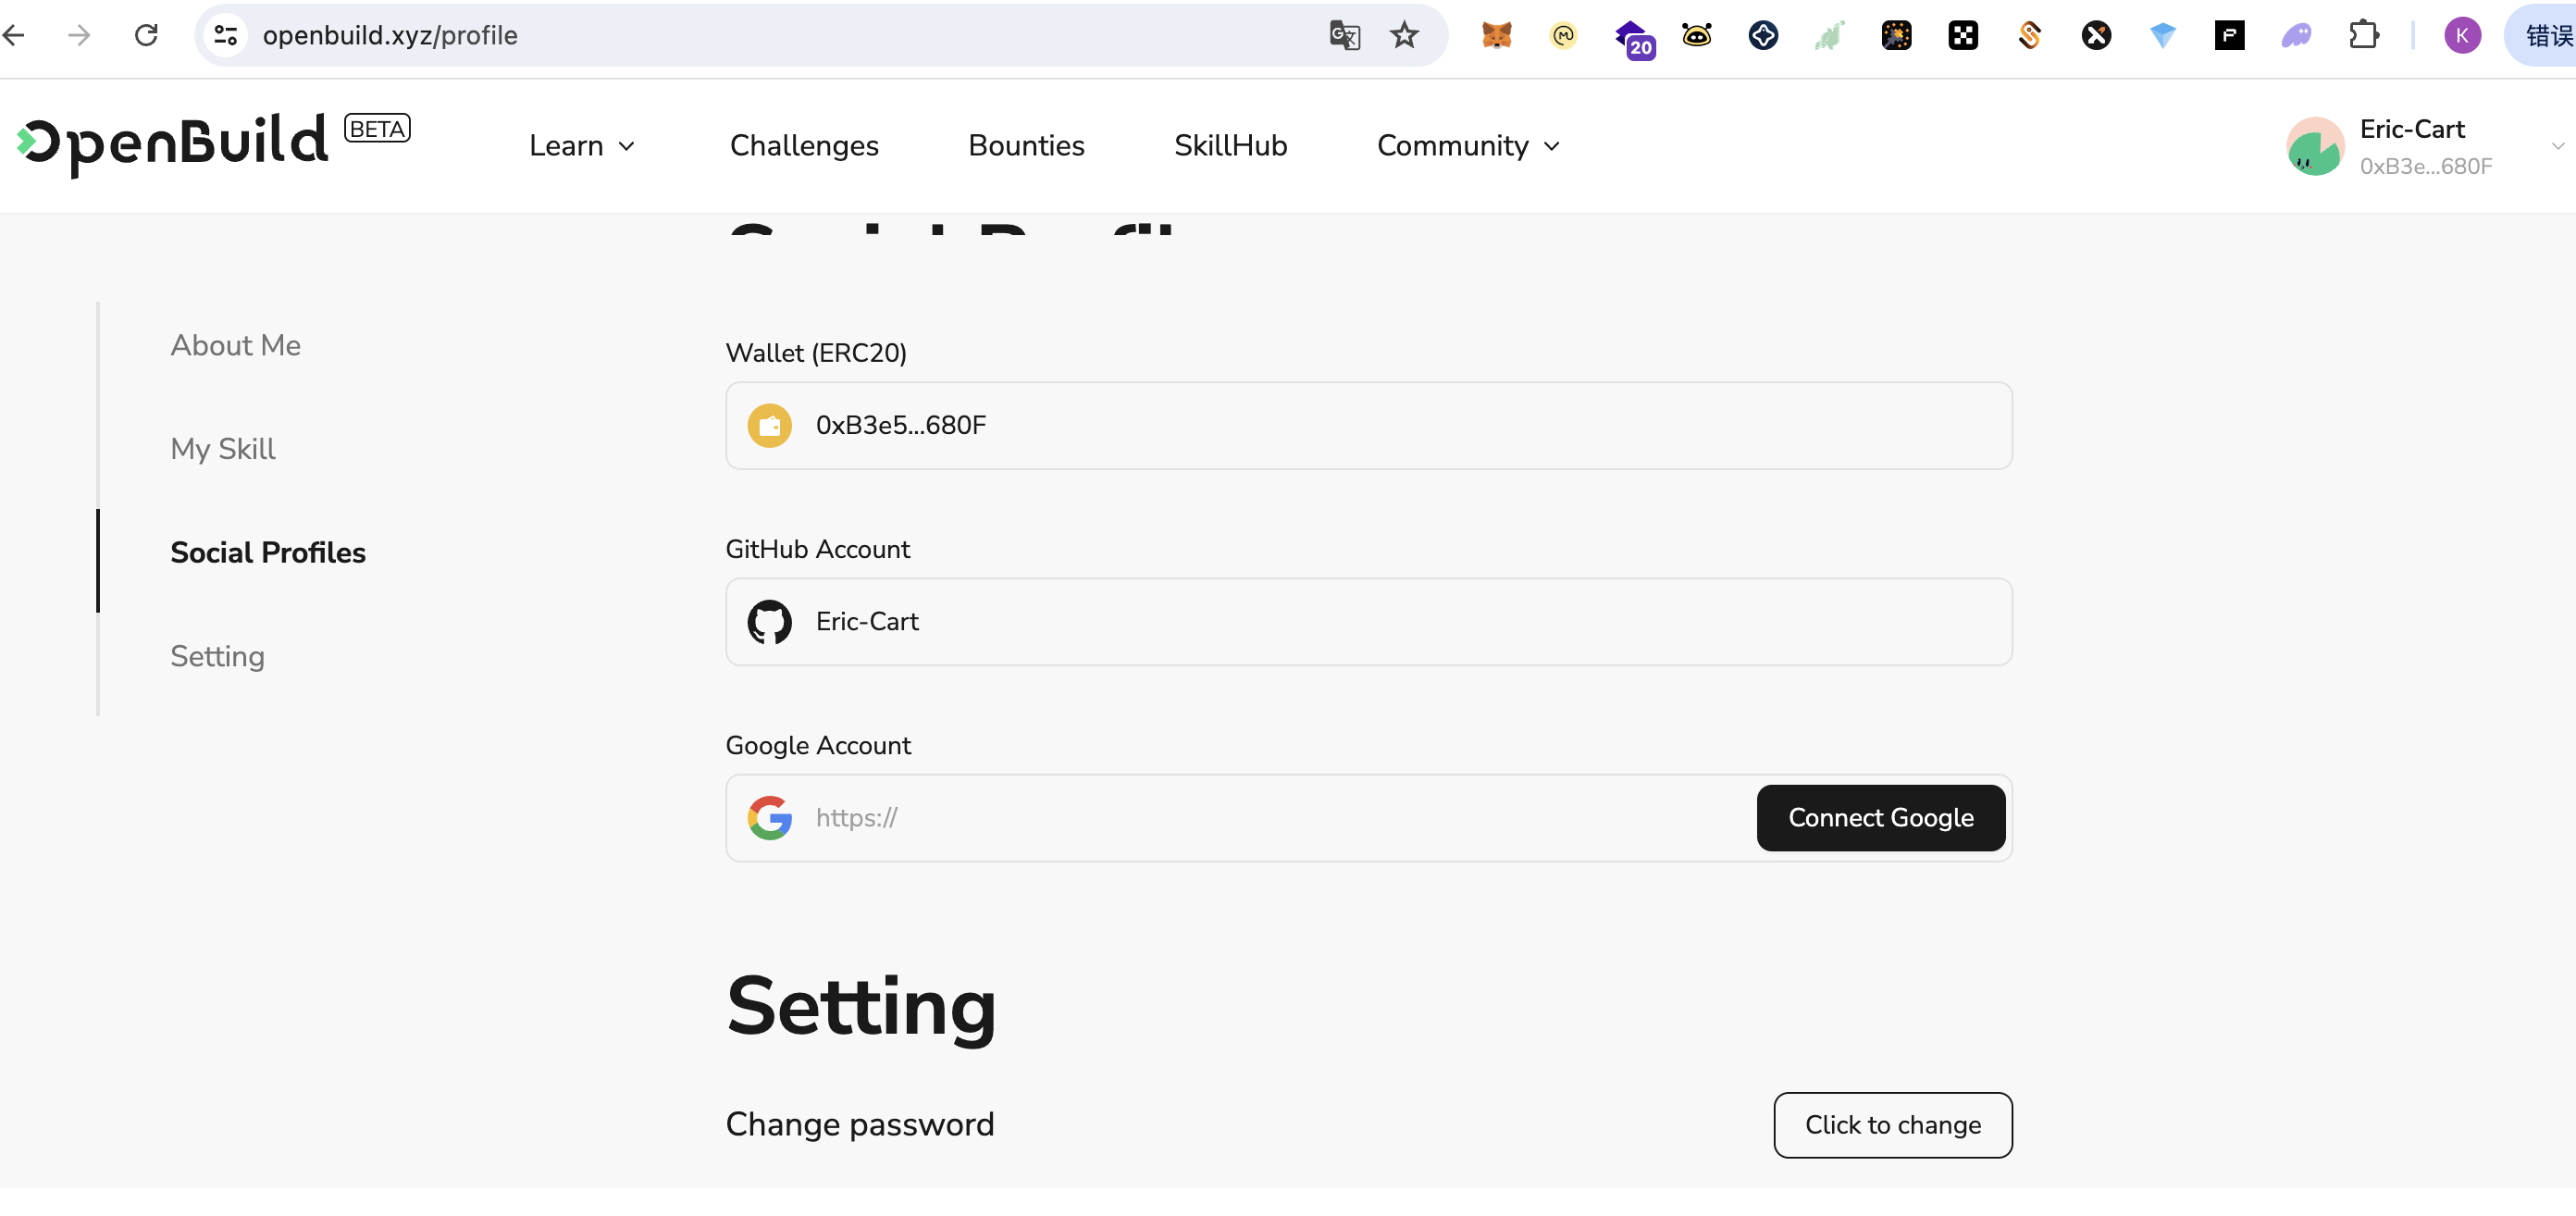 openbuild.xyz/profile
20
K
错误
OpenBuild BETA
Learn
Challenges
Bounties
SkillHub
Community
Eric-Cart
0xB3e...680F
About Me
My Skill
Social Profiles
Setting
Wallet (ERC20)
0xB3e5...680F
GitHub Account
Eric-Cart
Google Account
https://
Connect Google
Setting
Change password
Click to change